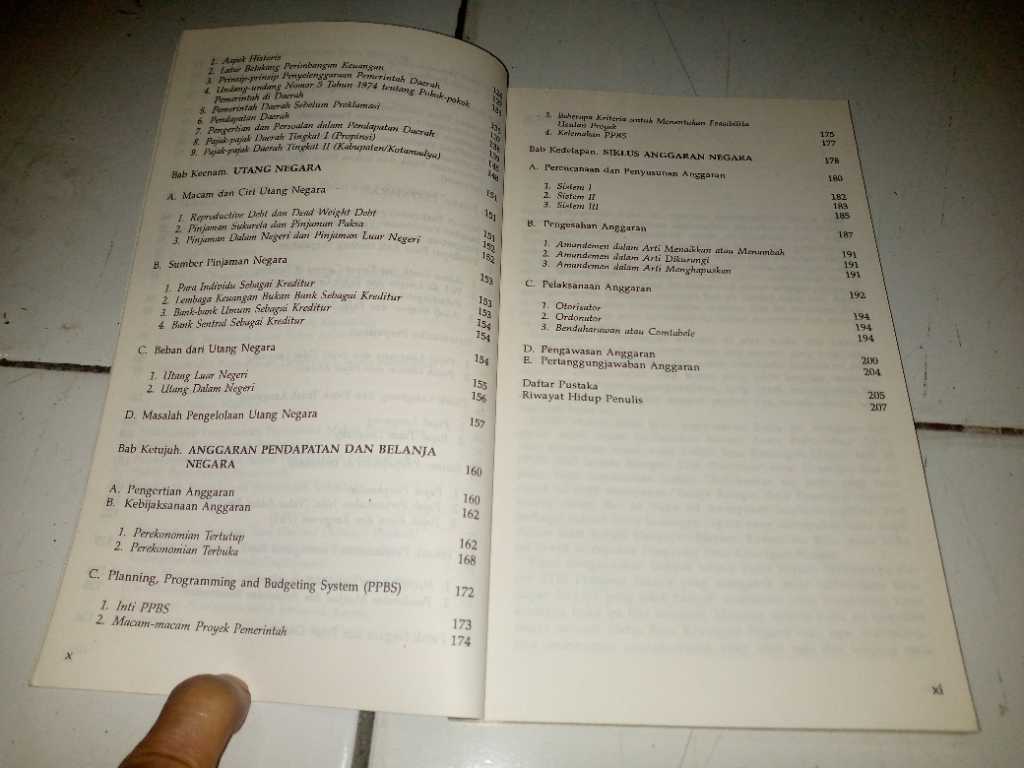 1. Aspek Historis
2. Latar Belakang Perimbangan Keuangan
3. Prinsip-prinsip Penyelenggaraan Pemerintah Daerah
4. Undang-undang Nomor 5 Tahun 1974 tentang Pokok-pokok
Pemerintah di Daerah
5. Pemerintah Daerah Sebelum Proklamasi
6. Pendapatan Daerah
7. Pengertian dan Persoalan dalam Pendapatan Daerah
8. Pajak-pajak Daerah Tingkat I (Propinsi)
9. Pajak-pajak Daerah Tingkat II (Kabupaten/Kotamadya)
Bab Keenam. UTANG NEGARA 151
A. Macam dan Ciri Utang Negara 151
1. Reproductive Debt dan Dead Weight Debt 151
2. Pinjaman Sukarela dan Pinjaman Paksa 152
3. Pinjaman Dalam Negeri dan Pinjaman Luar Negeri 152
B. Sumber Pinjaman Negara 153
1. Para Individu Sebagai Kreditur 153
2. Lembaga Keuangan Bukan Bank Sebagai Kreditur 153
3. Bank-bank Umum Sebagai Kreditur 154
4. Bank Sentral Sebagai Kreditur 154
C. Beban dari Utang Negara 154
1. Utang Luar Negeri 155
2. Utang Dalam Negeri 156
D. Masalah Pengelolaan Utang Negara 157
Bab Ketujuh. ANGGARAN PENDAPATAN DAN BELANJA
NEGARA 160
A. Pengertian Anggaran 160
B. Kebijaksanaan Anggaran 162
1. Perekonomian Tertutup 162
2. Perekonomian Terbuka 168
C. Planning, Programming and Budgeting System (PPBS) 172
1. Inti PPBS 173
2. Macam-macam Proyek Pemerintah 174
x
3. Beberapa Kriteria untuk Menentukan Feasibilita
Usulan Proyek 175
4. Kelemahan PPBS 177
Bab Kedelapan. SIKLUS ANGGARAN NEGARA 178
A. Perencanaan dan Penyusunan Anggaran 180
1. Sistem I 182
2. Sistem II 183
3. Sistem III 185
B. Pengesahan Anggaran 187
1. Amandemen dalam Arti Menaikkan atau Menambah 191
2. Amandemen dalam Arti Dikurangi 191
3. Amandemen dalam Arti Menghapuskan 191
C. Pelaksanaan Anggaran 192
1. Otorisator 194
2. Ordonator 194
3. Bendaharawan atau Comtabele 194
D. Pengawasan Anggaran 200
E. Pertanggungjawaban Anggaran 204
Daftar Pustaka 205
Riwayat Hidup Penulis 207
xi